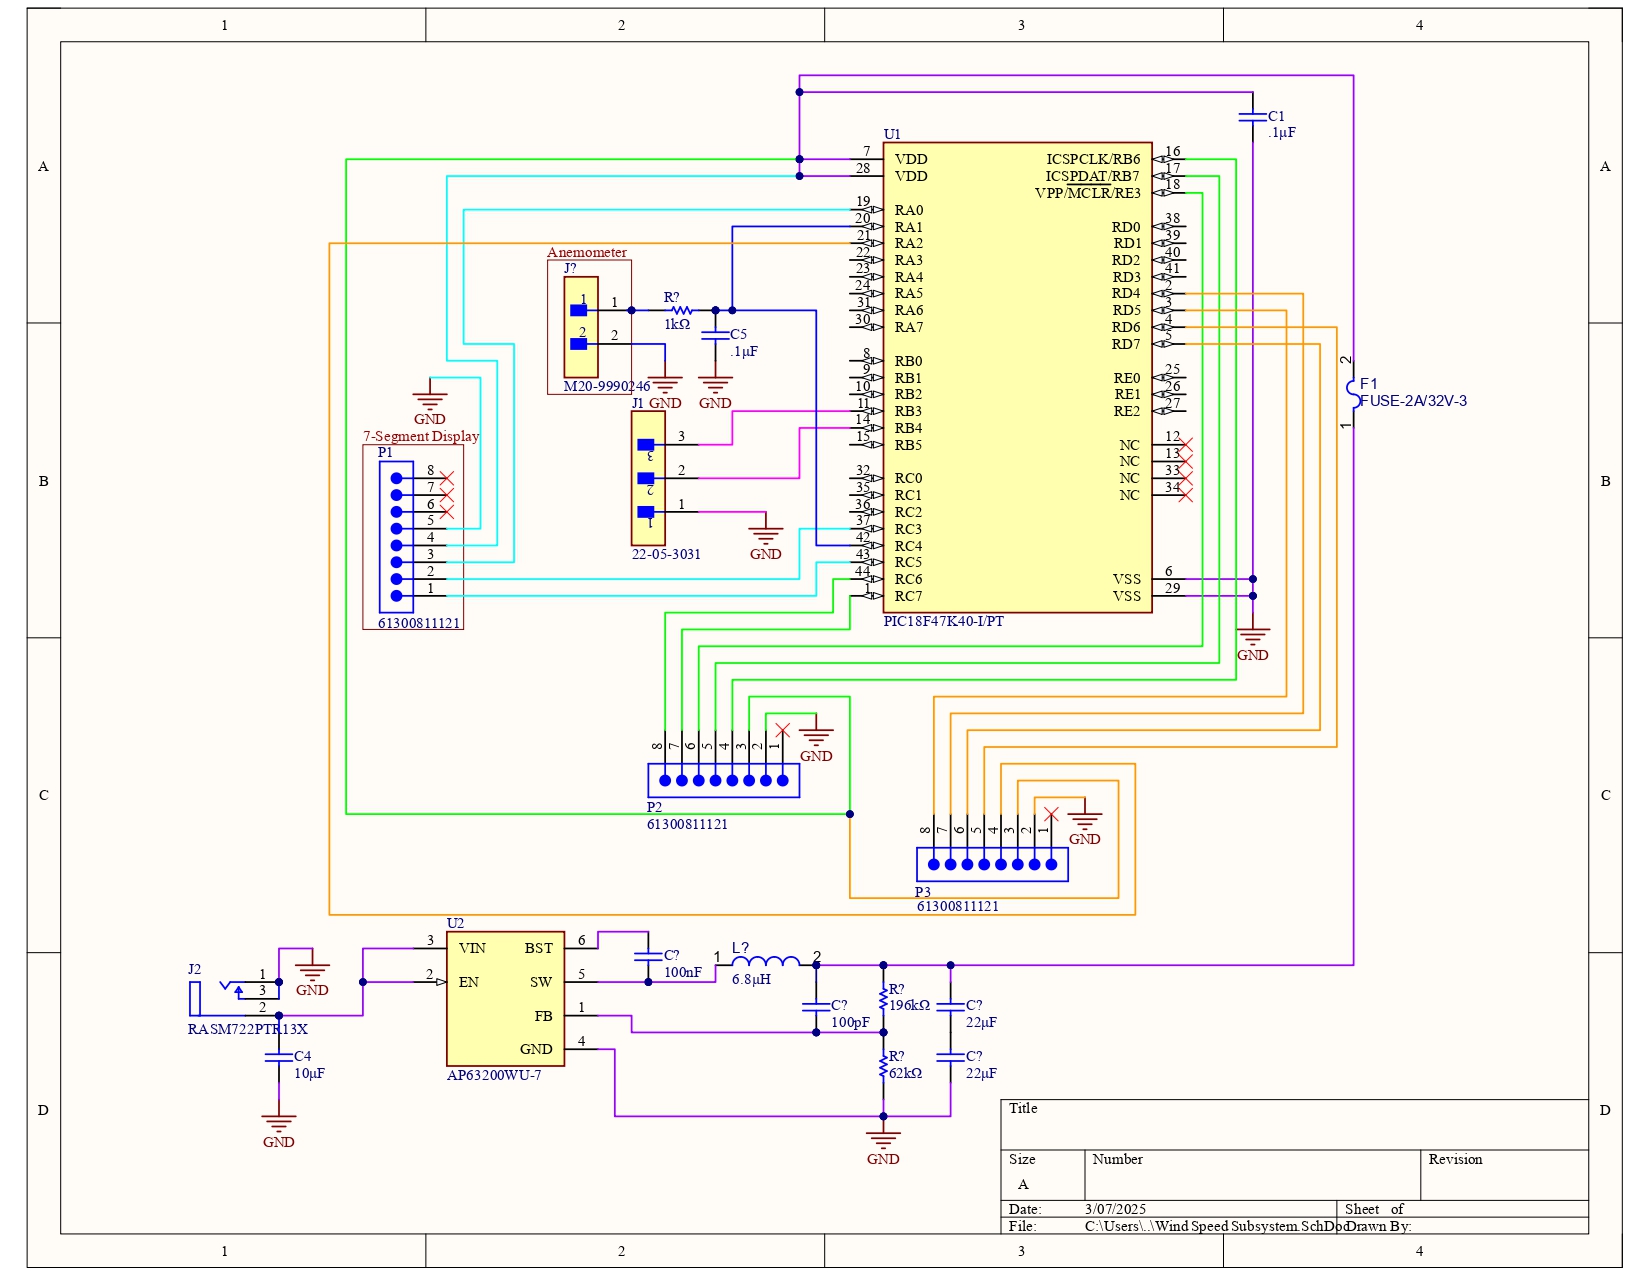 1 2 3 4
A A
B B
C C
D D
1 2 3 4
U1
7 VDD
28 VDD
19 RA0
20 RA1
21 RA2
22 RA3
23 RA4
24 RA5
31 RA6
30 RA7
8 RB0
9 RB1
10 RB2
11 RB3
14 RB4
15 RB5
32 RC0
35 RC1
36 RC2
37 RC3
42 RC4
43 RC5
44 RC6
1 RC7
ICSPCLK/RB6 16
ICSPDAT/RB7 17
VPP/MCLR/RE3 18
RD0 38
RD1 39
RD2 40
RD3 41
RD4 2
RD5 3
RD6 4
RD7 5
RE0 25
RE1 26
RE2 27
NC 12
NC 13
NC 33
NC 34
VSS 6
VSS 29
PIC18F47K40-I/PT
GND
C1
.1µF
2
F1
FUSE-2A/32V-3
1
Anemometer
J?
1 1
2 2
M20-9990246
R?
1kΩ
C5
.1µF
GND
GND
J1
3 3
2 2
1 1
22-05-3031
GND
GND
7-Segment Display
P1
8
7
6
5
4
3
2
1
61300811121
8 7 6 5 4 3 2 1
GND
P2
61300811121
8 7 6 5 4 3 2 1
GND
P3
61300811121
U2
3 VIN BST 6
2 EN SW 5
FB 1
GND 4
AP63200WU-7
J2
1
3
2
RASM722PTR13X
GND
C4
10µF
GND
C?
100nF
1 L? 2
6.8µH
C?
100pF
R?
196kΩ
R?
62kΩ
C?
22µF
C?
22µF
GND
Title
Size Number Revision
A
Date: 3/07/2025 Sheet of
File: C:\Users\..\Wind Speed Subsystem.SchDoc Drawn By: